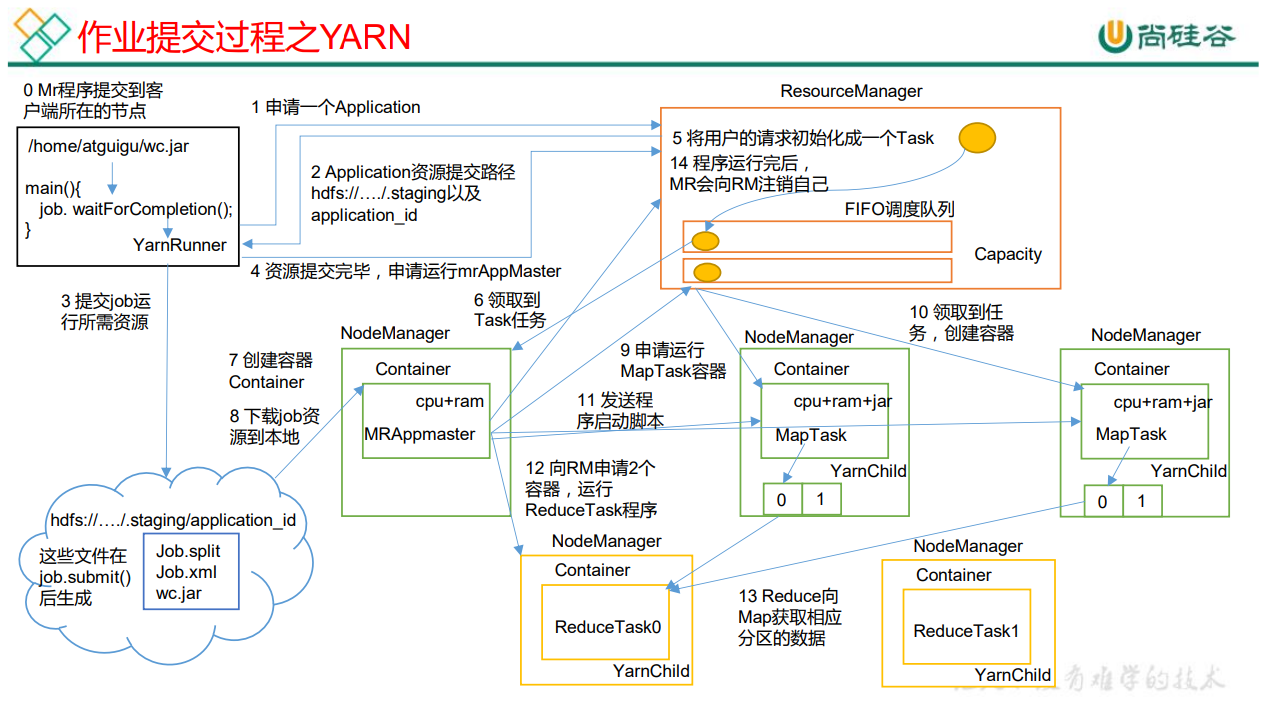 作业提交过程之YARN
尚硅谷
0 Mr程序提交到客
户端所在的节点
/home/atguigu/wc.jar
main(){
job. waitForCompletion();
}
YarnRunner
1 申请一个Application
2 Application资源提交路径
hdfs://…./.staging以及
application_id
4 资源提交完毕，申请运行mrAppMaster
3 提交job运
行所需资源
ResourceManager
5 将用户的请求初始化成一个Task
14 程序运行完后，
MR会向RM注销自己
FIFO调度队列
Capacity
6 领取到
Task任务
7 创建容器
Container
8 下载job资
源到本地
NodeManager
Container
cpu+ram
MRAppmaster
9 申请运行
MapTask容器
11 发送程
序启动脚本
10 领取到任
务，创建容器
NodeManager
Container
cpu+ram+jar
MapTask
YarnChild
0 1
NodeManager
Container
cpu+ram+jar
MapTask
YarnChild
0 1
hdfs://…./.staging/application_id
这些文件在
job.submit()
后生成
Job.split
Job.xml
wc.jar
12 向RM申请2个
容器，运行
ReduceTask程序
NodeManager
Container
ReduceTask0
YarnChild
13 Reduce向
Map获取相应
分区的数据
NodeManager
Container
ReduceTask1
YarnChild
有难学的技术